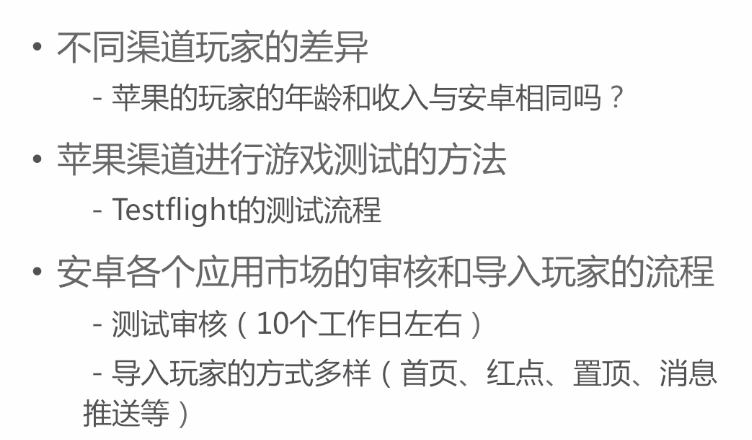 • 不同渠道玩家的差异
- 苹果的玩家的年龄和收入与安卓相同吗？
• 苹果渠道进行游戏测试的方法
- Testflight的测试流程
• 安卓各个应用市场的审核和导入玩家的流程
- 测试审核（10个工作日左右）
- 导入玩家的方式多样（首页、红点、置顶、消息
推送等）